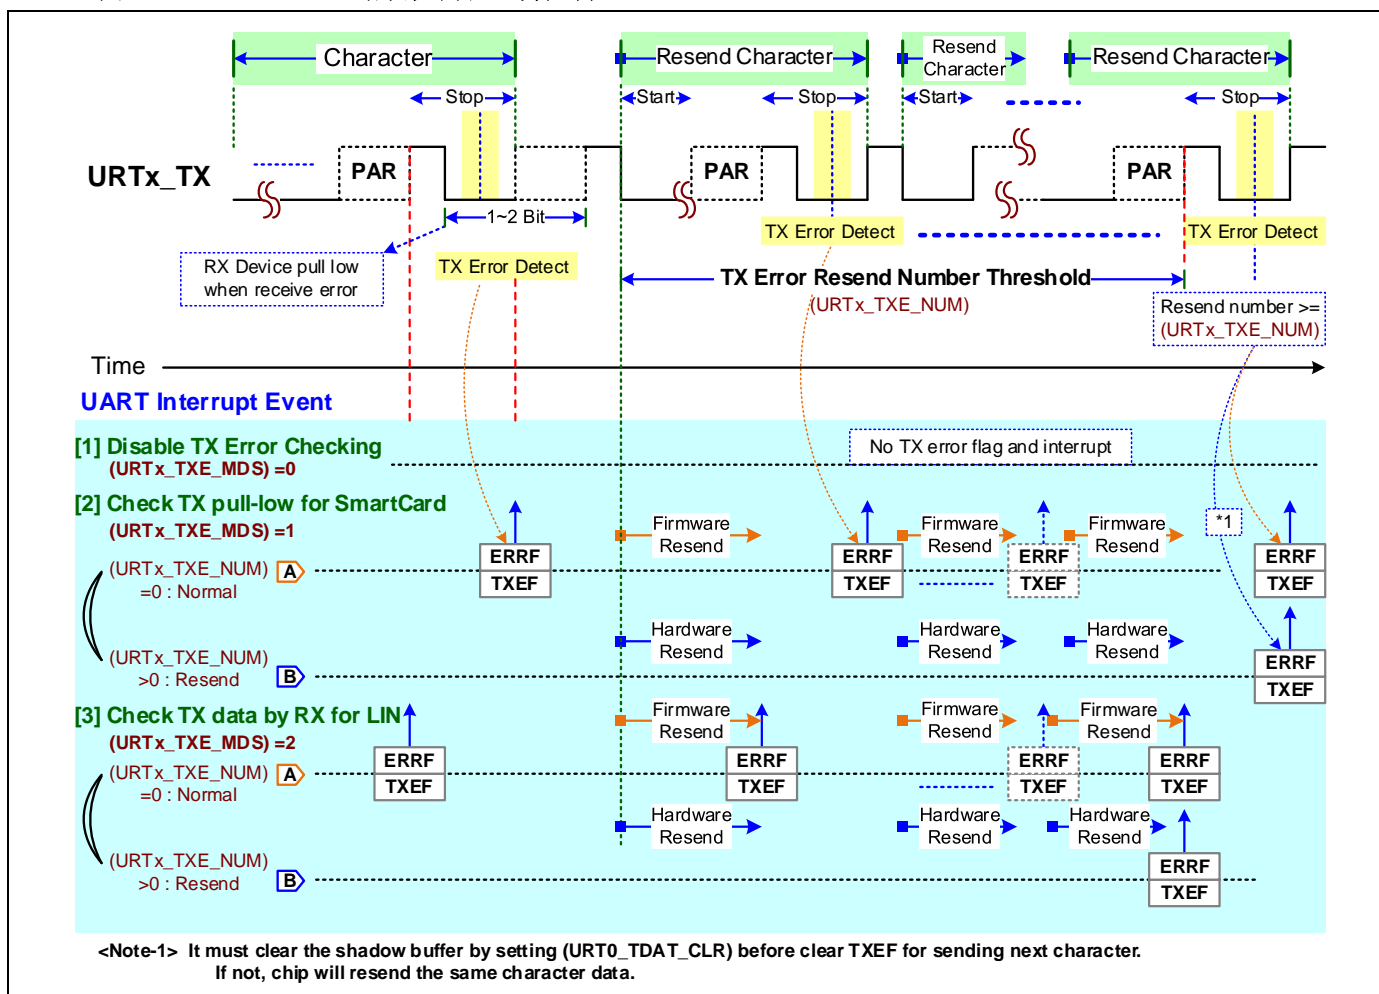 Character
Resend Character
Resend
Character
Resend Character
Stop
Start
Stop
Start
Stop
URTx_TX
PAR
PAR
PAR
1~2 Bit
RX Device pull low
when receive error
TX Error Detect
TX Error Detect
TX Error Detect
TX Error Resend Number Threshold
(URTx_TXE_NUM)
Resend number >=
(URTx_TXE_NUM)
Time
UART Interrupt Event
[1] Disable TX Error Checking
(URTx_TXE_MDS) =0
No TX error flag and interrupt
[2] Check TX pull-low for SmartCard
(URTx_TXE_MDS) =1
Firmware
Resend
Firmware
Resend
Firmware
Resend
*1
(URTx_TXE_NUM)
=0 : Normal
A
ERRF
TXEF
ERRF
TXEF
ERRF
TXEF
ERRF
TXEF
Hardware
Resend
Hardware
Resend
Hardware
Resend
(URTx_TXE_NUM)
>0 : Resend
B
ERRF
TXEF
[3] Check TX data by RX for LIN
(URTx_TXE_MDS) =2
Firmware
Resend
Firmware
Resend
Firmware
Resend
(URTx_TXE_NUM)
=0 : Normal
A
ERRF
TXEF
ERRF
TXEF
ERRF
TXEF
ERRF
TXEF
Hardware
Resend
Hardware
Resend
Hardware
Resend
(URTx_TXE_NUM)
>0 : Resend
B
ERRF
TXEF
<Note-1> It must clear the shadow buffer by setting (URT0_TDAT_CLR) before clear TXEF for sending next character.
If not, chip will resend the same character data.